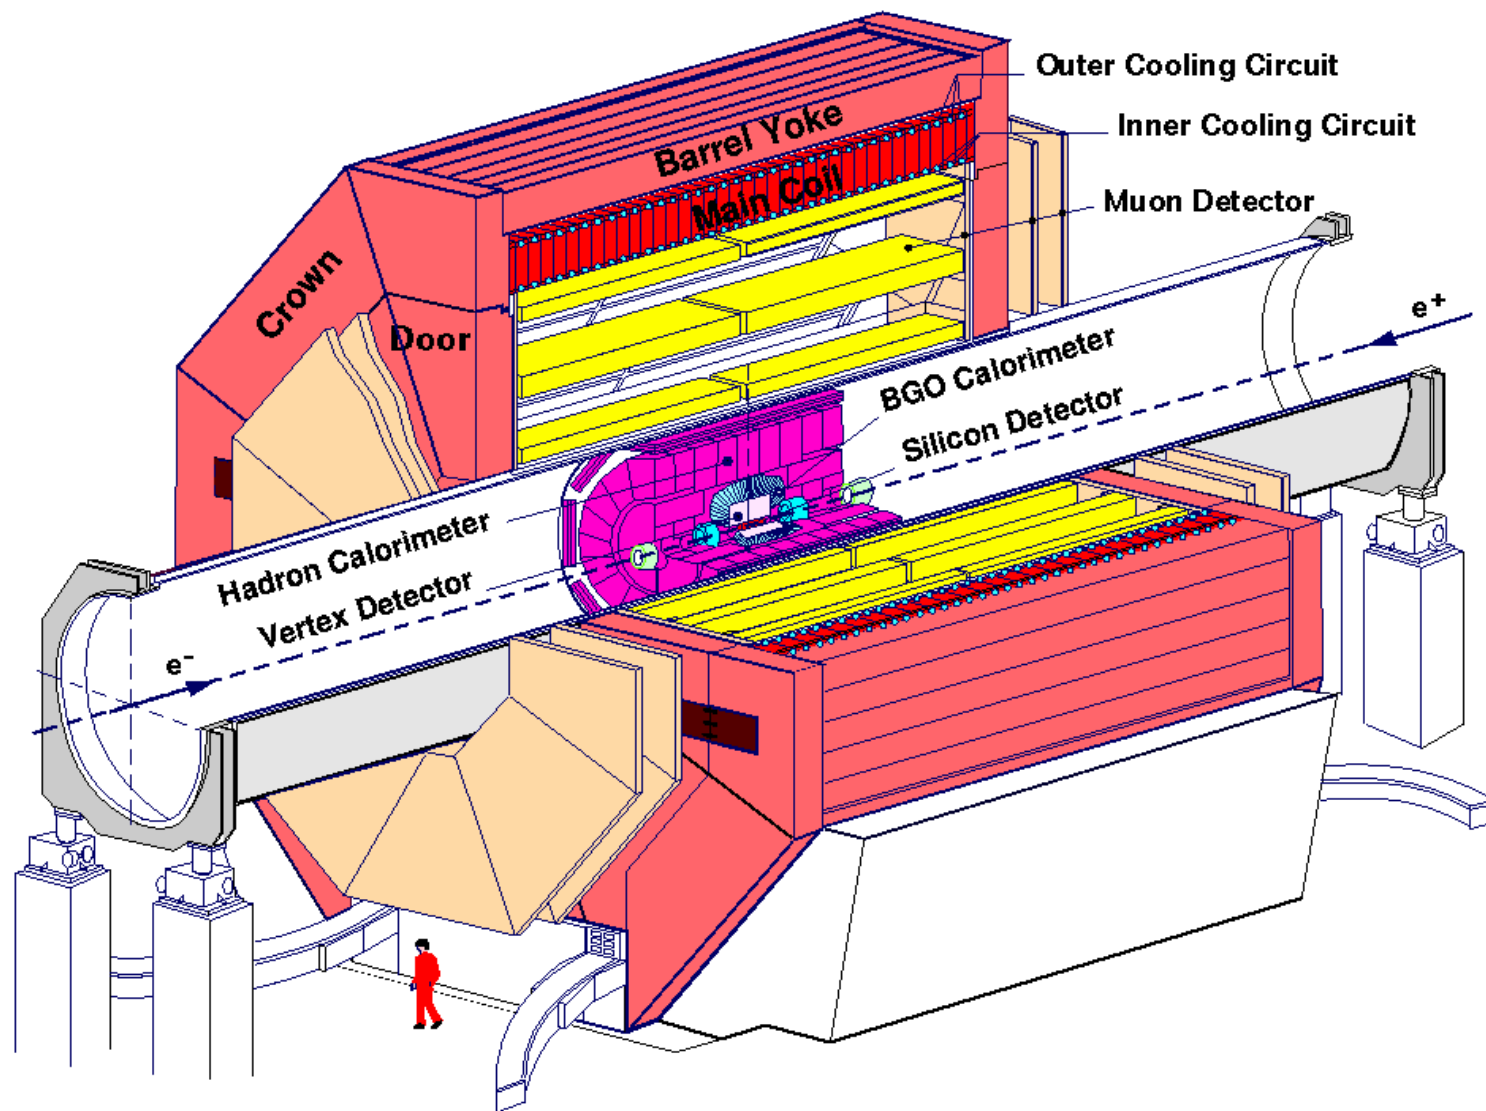 Outer Cooling Circuit
Barrel Yoke
Inner Cooling Circuit
Main Coil
Muon Detector
Crown
Door
e+
BGO Calorimeter
Silicon Detector
Hadron Calorimeter
Vertex Detector
e-